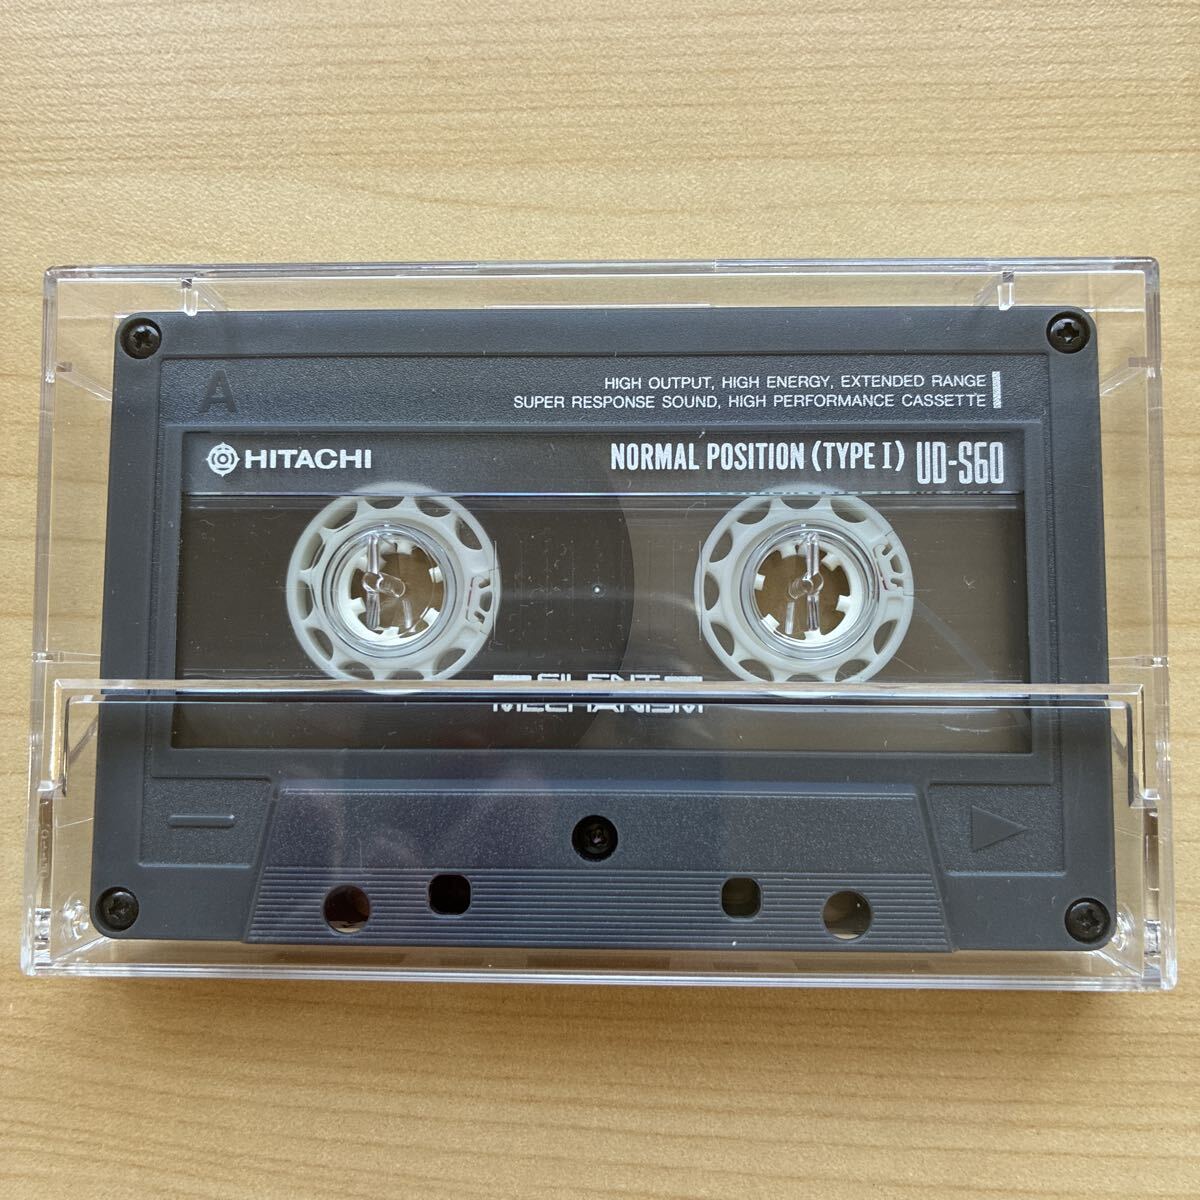 A
HIGH OUTPUT, HIGH ENERGY, EXTENDED RANGE
SUPER RESPONSE SOUND, HIGH PERFORMANCE CASSETTE
HITACHI NORMAL POSITION (TYPE I) UD-S60
SILENT
MECHANISM